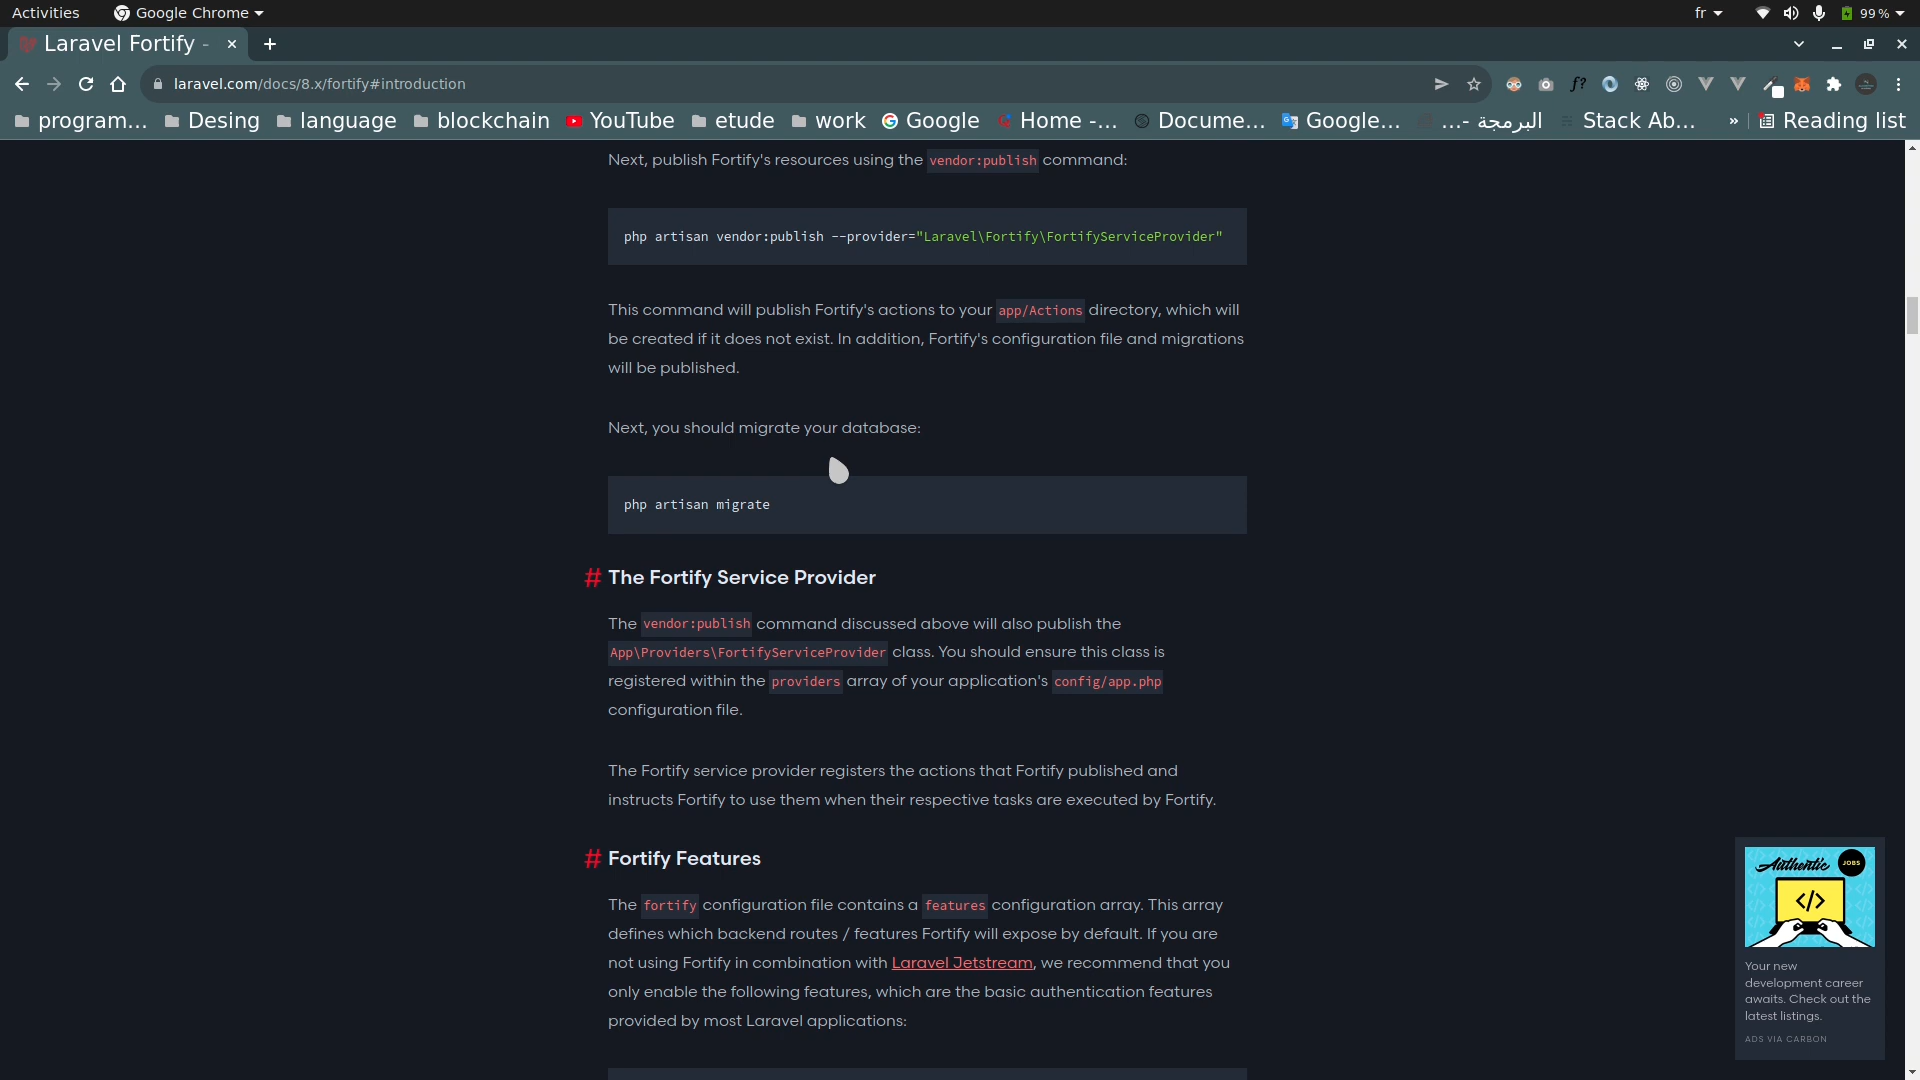 Activities Google Chrome fr 99 %
Laravel Fortify -
laravel.com/docs/8.x/fortify#introduction
program... Desing language blockchain YouTube etude work Google Home -... Docume... Google... البرمجة -... Stack Ab... » Reading list
Next, publish Fortify's resources using the vendor:publish command:
php artisan vendor:publish --provider="Laravel\Fortify\FortifyServiceProvider"
This command will publish Fortify's actions to your app/Actions directory, which will
be created if it does not exist. In addition, Fortify's configuration file and migrations
will be published.
Next, you should migrate your database:
php artisan migrate
# The Fortify Service Provider
The vendor:publish command discussed above will also publish the
App\Providers\FortifyServiceProvider class. You should ensure this class is
registered within the providers array of your application's config/app.php
configuration file.
The Fortify service provider registers the actions that Fortify published and
instructs Fortify to use them when their respective tasks are executed by Fortify.
# Fortify Features
The fortify configuration file contains a features configuration array. This array
defines which backend routes / features Fortify will expose by default. If you are
not using Fortify in combination with Laravel Jetstream, we recommend that you
only enable the following features, which are the basic authentication features
provided by most Laravel applications:
Authentic JOBS
</>
Your new
development career
awaits. Check out the
latest listings.
ADS VIA CARBON